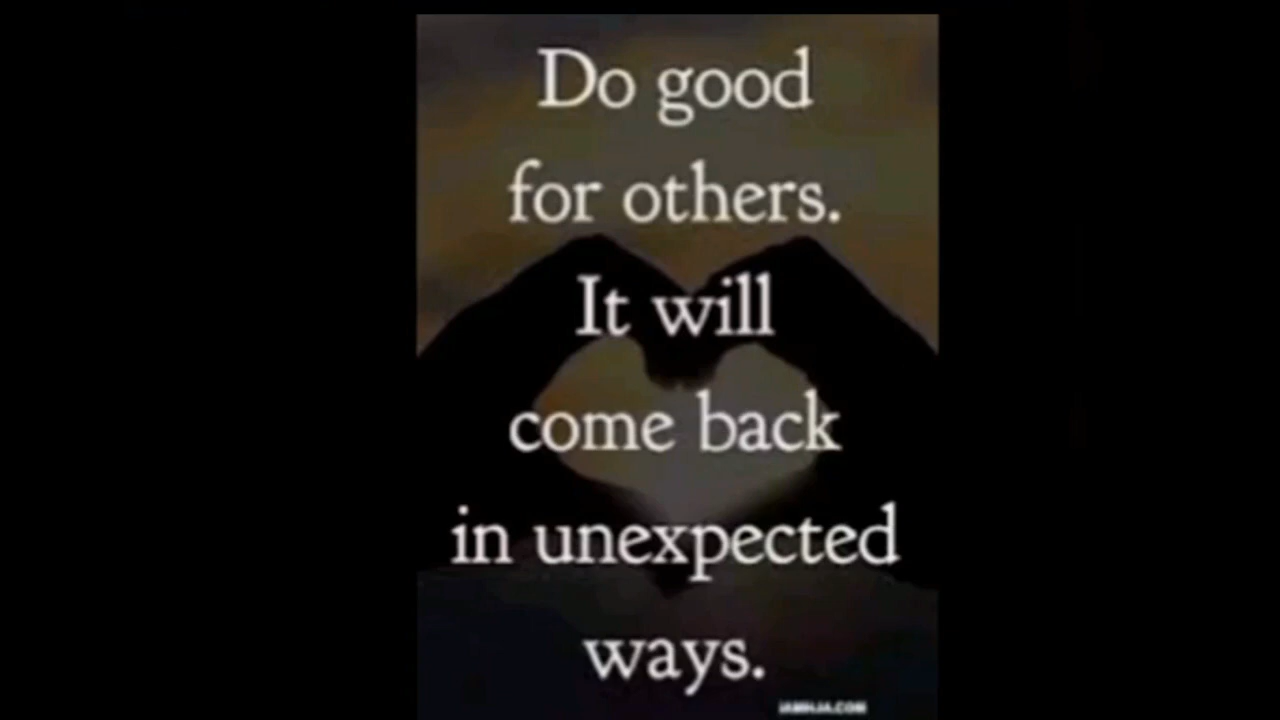 Do good
for others.
It will
come back
in unexpected
ways.